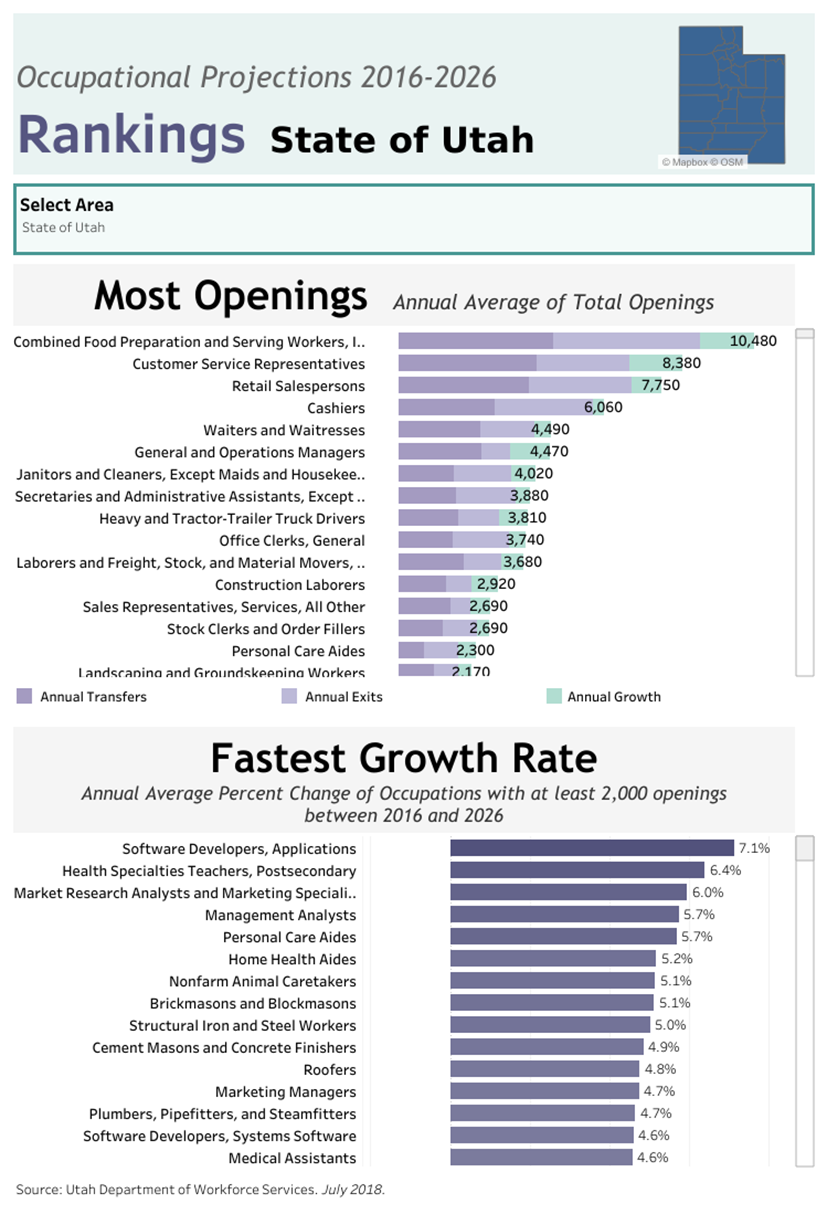 Occupational Projections 2016-2026
Rankings State of Utah
© Mapbox © OSM
Select Area
State of Utah
Most Openings Annual Average of Total Openings
Combined Food Preparation and Serving Workers, I.. 10,480
Customer Service Representatives 8,380
Retail Salespersons 7,750
Cashiers 6,060
Waiters and Waitresses 4,490
General and Operations Managers 4,470
Janitors and Cleaners, Except Maids and Housekee.. 4,020
Secretaries and Administrative Assistants, Except .. 3,880
Heavy and Tractor-Trailer Truck Drivers 3,810
Office Clerks, General 3,740
Laborers and Freight, Stock, and Material Movers, .. 3,680
Construction Laborers 2,920
Sales Representatives, Services, All Other 2,690
Stock Clerks and Order Fillers 2,690
Personal Care Aides 2,300
Landscaping and Groundskeeping Workers 2,170
Annual Transfers Annual Exits Annual Growth
Fastest Growth Rate
Annual Average Percent Change of Occupations with at least 2,000 openings
between 2016 and 2026
Software Developers, Applications 7.1%
Health Specialties Teachers, Postsecondary 6.4%
Market Research Analysts and Marketing Speciali.. 6.0%
Management Analysts 5.7%
Personal Care Aides 5.7%
Home Health Aides 5.2%
Nonfarm Animal Caretakers 5.1%
Brickmasons and Blockmasons 5.1%
Structural Iron and Steel Workers 5.0%
Cement Masons and Concrete Finishers 4.9%
Roofers 4.8%
Marketing Managers 4.7%
Plumbers, Pipefitters, and Steamfitters 4.7%
Software Developers, Systems Software 4.6%
Medical Assistants 4.6%
Source: Utah Department of Workforce Services. July 2018.